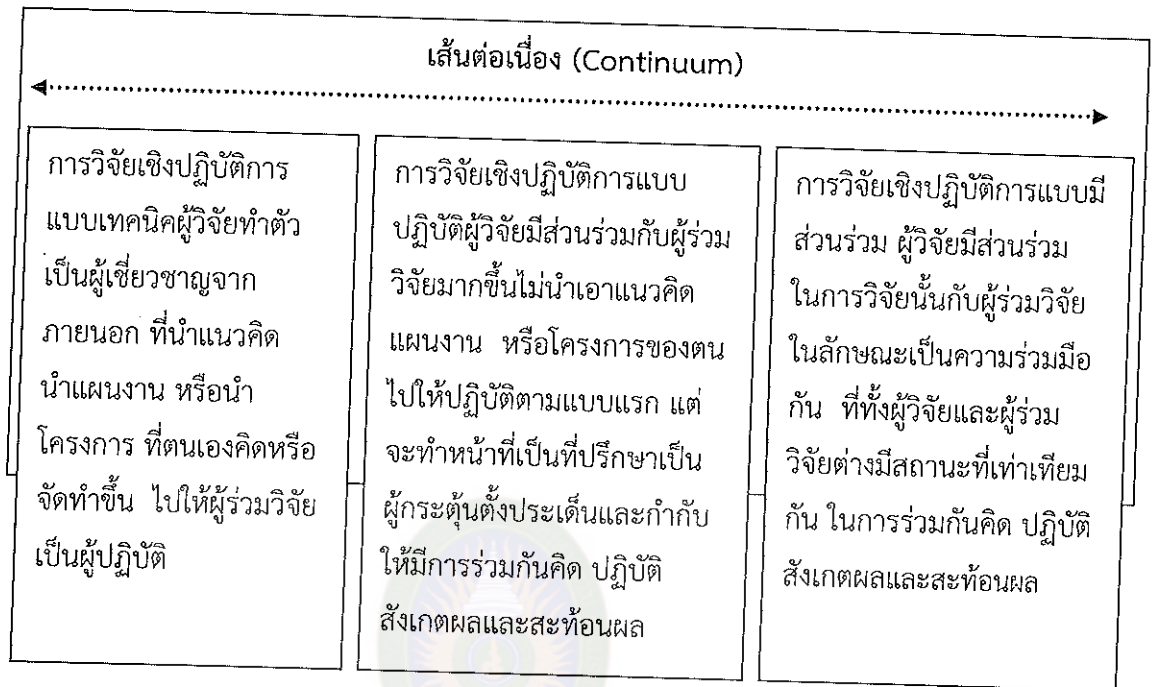 เส้นต่อเนื่อง (Continuum)
การวิจัยเชิงปฏิบัติการ
แบบเทคนิคผู้วิจัยทำตัว
เป็นผู้เชี่ยวชาญจาก
ภายนอก ที่นำแนวคิด
นำแผนงาน หรือนำ
โครงการ ที่ตนเองคิดหรือ
จัดทำขึ้น ไปให้ผู้ร่วมวิจัย
เป็นผู้ปฏิบัติ
การวิจัยเชิงปฏิบัติการแบบ
ปฏิบัติผู้วิจัยมีส่วนร่วมกับผู้ร่วม
วิจัยมากขึ้นไม่นำเอาแนวคิด
แผนงาน หรือโครงการของตน
ไปให้ปฏิบัติตามแบบแรก แต่
จะทำหน้าที่เป็นที่ปรึกษาเป็น
ผู้กระตุ้นตั้งประเด็นและกำกับ
ให้มีการร่วมกันคิด ปฏิบัติ
สังเกตผลและสะท้อนผล
การวิจัยเชิงปฏิบัติการแบบมี
ส่วนร่วม ผู้วิจัยมีส่วนร่วม
ในการวิจัยนั้นกับผู้ร่วมวิจัย
ในลักษณะเป็นความร่วมมือ
กัน ที่ทั้งผู้วิจัยและผู้ร่วม
วิจัยต่างมีสถานะที่เท่าเทียม
กัน ในการร่วมกันคิด ปฏิบัติ
สังเกตผลและสะท้อนผล